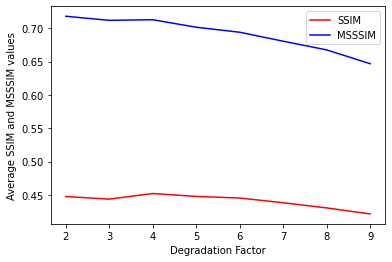 Average SSIM and MSSSIM values
0.70
0.65
0.60
0.55
0.50
0.45
SSIM
MSSSIM
2 3 4 5 6 7 8 9
Degradation Factor